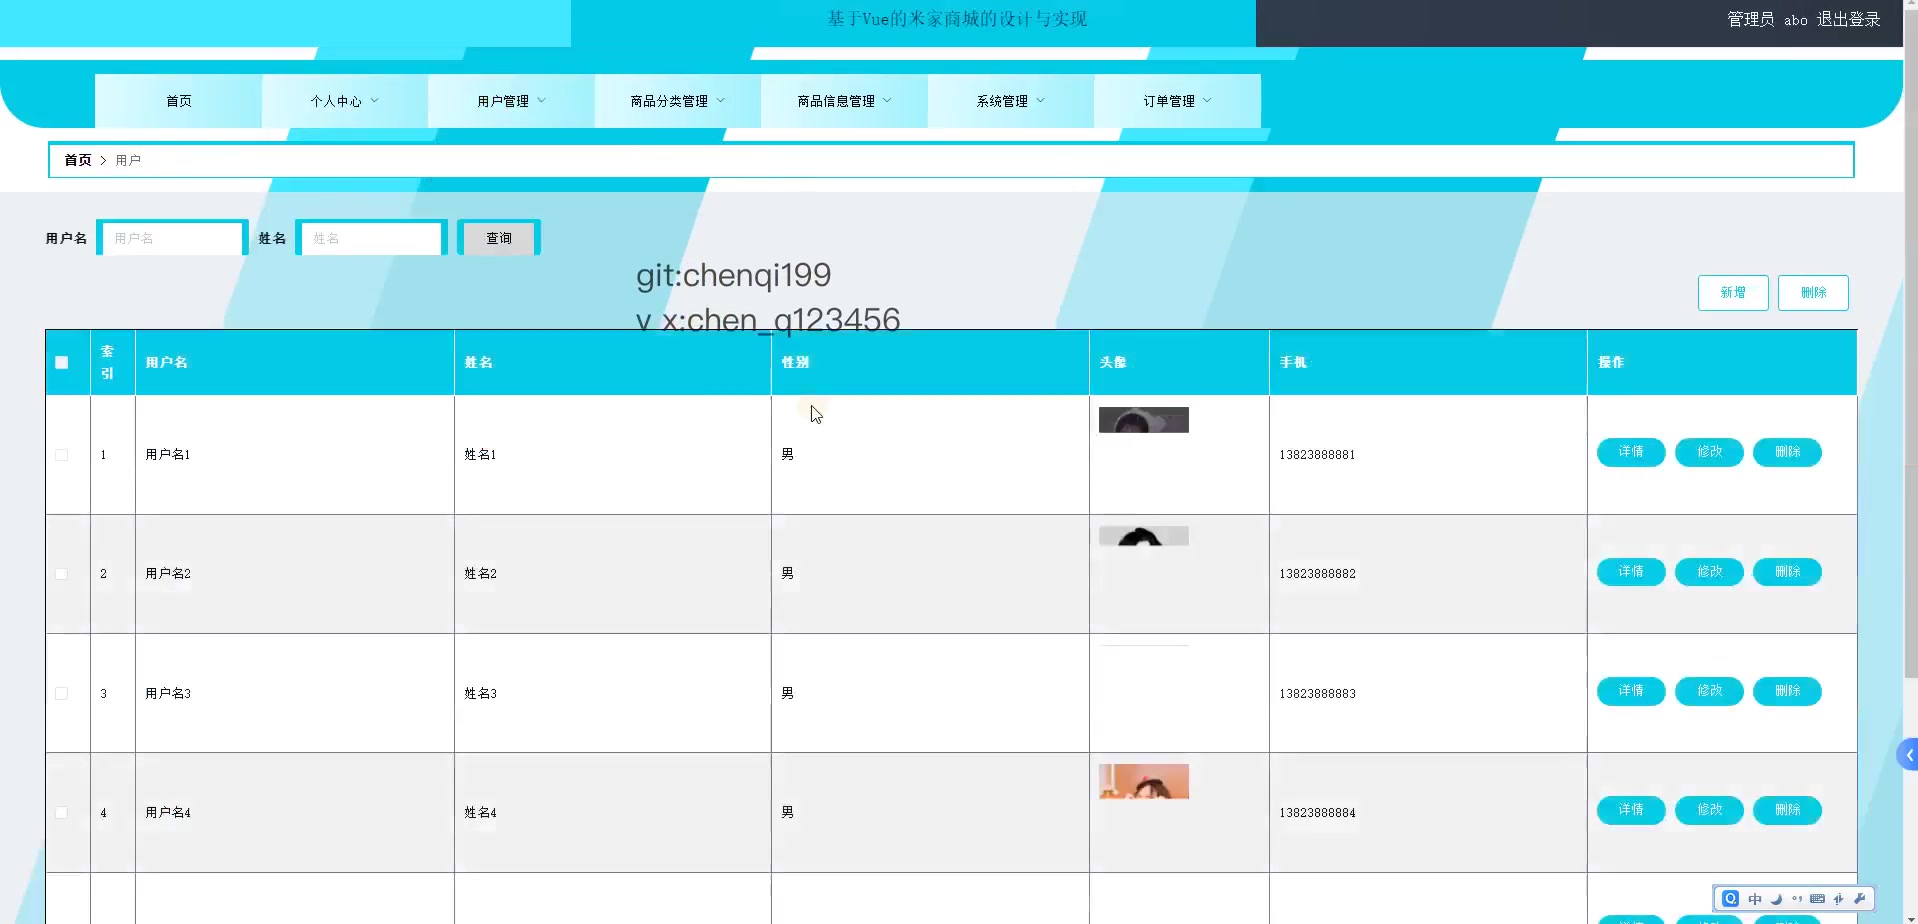 基于Vue的米家商城的设计与实现
管理员 abo 退出登录
首页 个人中心 用户管理 商品分类管理 商品信息管理 系统管理 订单管理
首页 > 用户
用户名 用户名 姓名 姓名 查询
git:chenqi199
新增 删除
v x:chen_q123456
索引 用户名 姓名 性别 头像 手机 操作
1 用户名1 姓名1 男 13823888881 详情 修改 删除
2 用户名2 姓名2 男 13823888882 详情 修改 删除
3 用户名3 姓名3 男 13823888883 详情 修改 删除
4 用户名4 姓名4 男 13823888884 详情 修改 删除
中